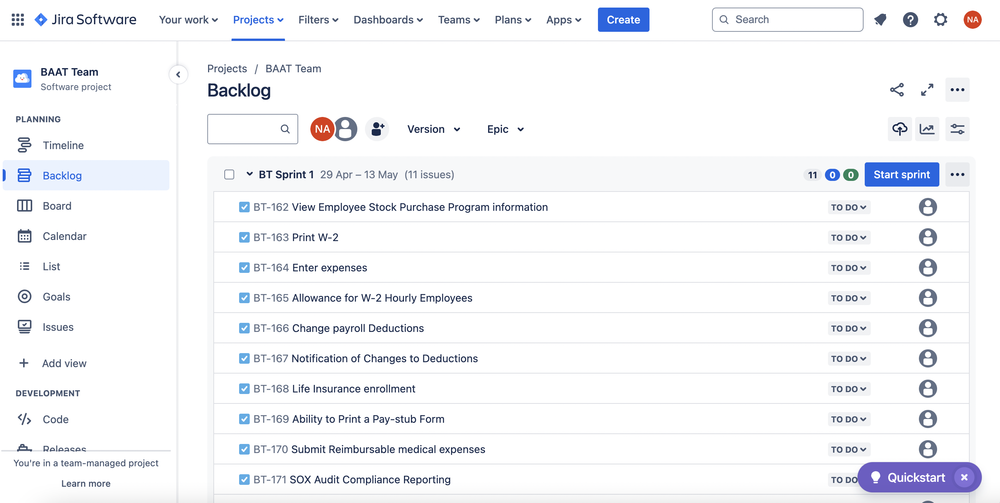 Jira Software
Your work
Projects
Filters
Dashboards
Teams
Plans
Apps
Create
Search
NA
BAAT Team
Software project
PLANNING
Timeline
Backlog
Board
Calendar
List
Goals
Issues
Add view
DEVELOPMENT
Code
Releases
You're in a team-managed project
Learn more
Projects / BAAT Team
Backlog
NA
Version
Epic
BT Sprint 1 29 Apr – 13 May (11 issues)
11 0 0
Start sprint
BT-162 View Employee Stock Purchase Program information TO DO
BT-163 Print W-2 TO DO
BT-164 Enter expenses TO DO
BT-165 Allowance for W-2 Hourly Employees TO DO
BT-166 Change payroll Deductions TO DO
BT-167 Notification of Changes to Deductions TO DO
BT-168 Life Insurance enrollment TO DO
BT-169 Ability to Print a Pay-stub Form TO DO
BT-170 Submit Reimbursable medical expenses TO DO
BT-171 SOX Audit Compliance Reporting TO DO
Quickstart